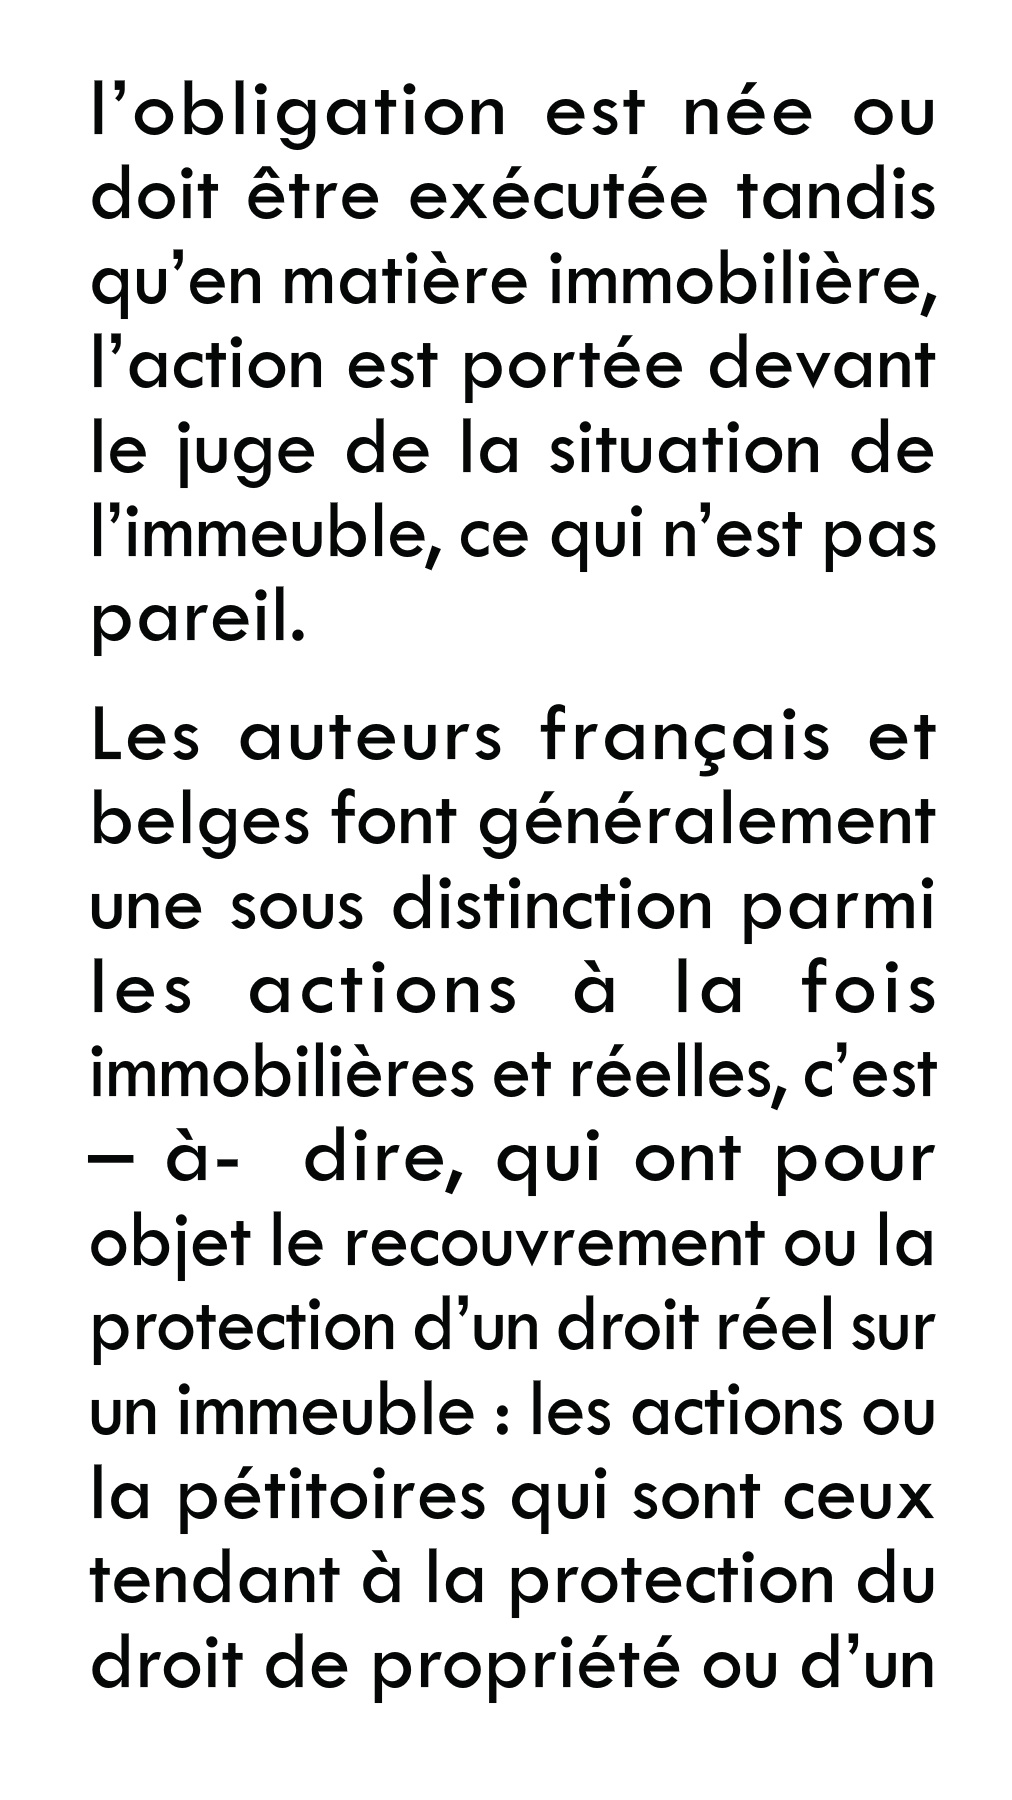 l’obligation est née ou
doit être exécutée tandis
qu’en matière immobilière,
l’action est portée devant
le juge de la situation de
l’immeuble, ce qui n’est pas
pareil.
Les auteurs français et
belges font généralement
une sous distinction parmi
les actions à la fois
immobilières et réelles, c’est
– à- dire, qui ont pour
objet le recouvrement ou la
protection d’un droit réel sur
un immeuble : les actions ou
la pétitoires qui sont ceux
tendant à la protection du
droit de propriété ou d’un